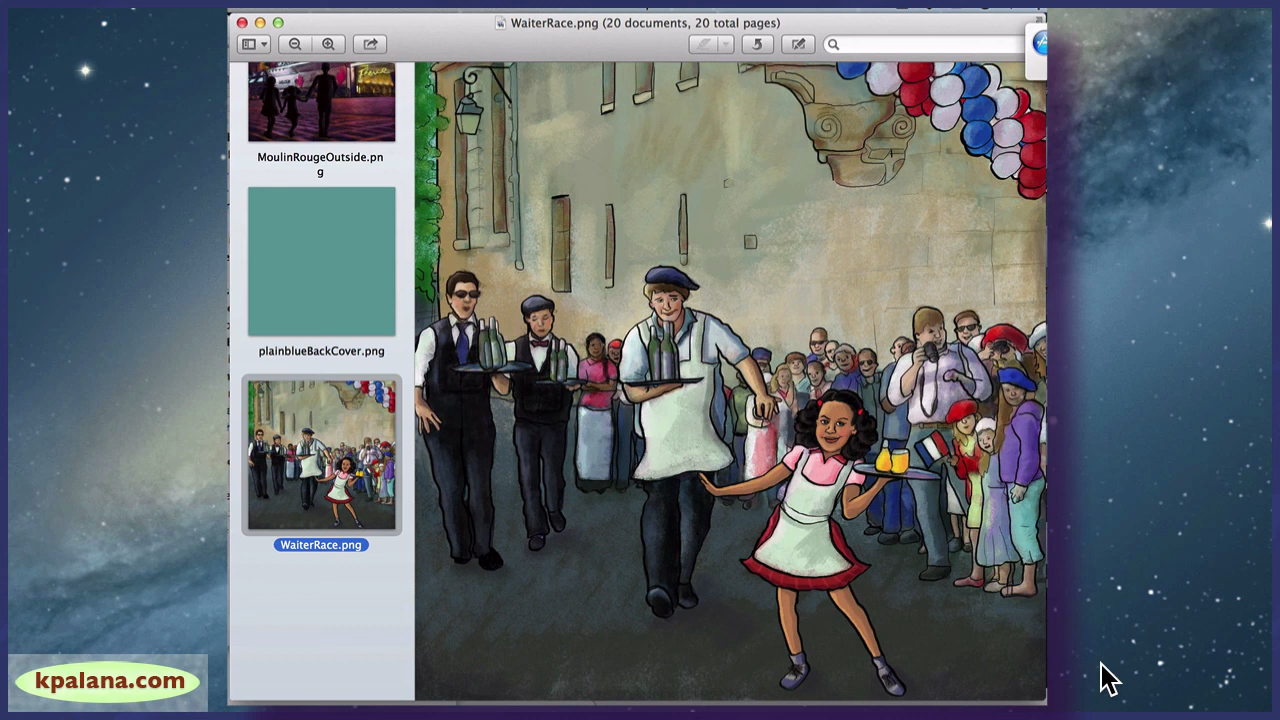 WaiterRace.png (20 documents, 20 total pages)
MoulinRougeOutside.pn
g
plainblueBackCover.png
WaiterRace.png
kpalana.com